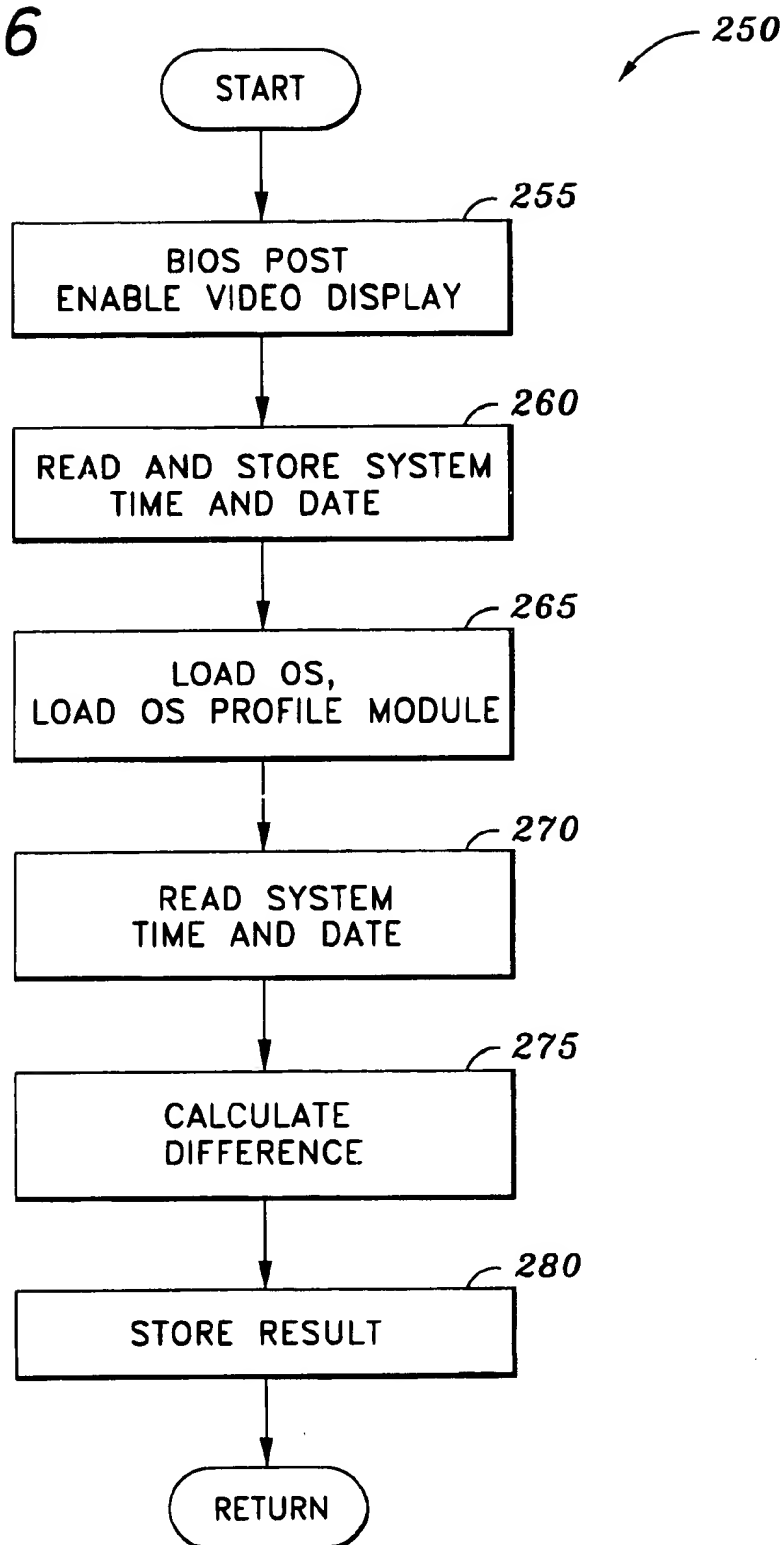 6
250
START
255
BIOS POST
ENABLE VIDEO DISPLAY
260
READ AND STORE SYSTEM
TIME AND DATE
265
LOAD OS,
LOAD OS PROFILE MODULE
270
READ SYSTEM
TIME AND DATE
275
CALCULATE
DIFFERENCE
280
STORE RESULT
RETURN